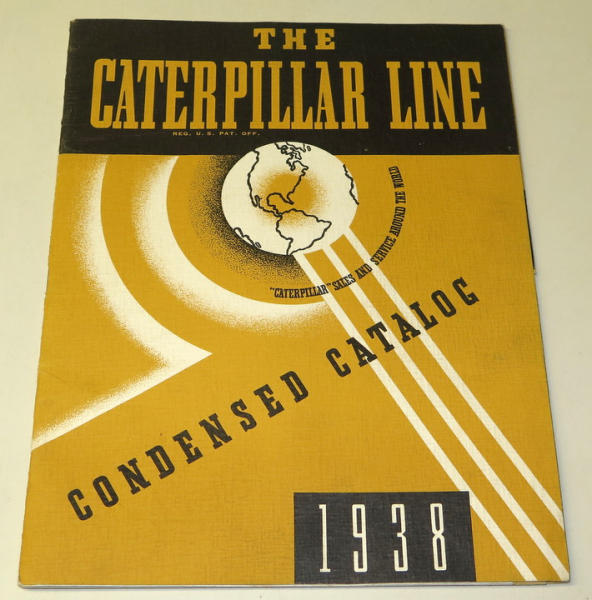 THE
CATERPILLAR LINE
REG. U. S. PAT. OFF.
"CATERPILLAR" SALES AND SERVICE AROUND THE WORLD
CONDENSED CATALOG
1938